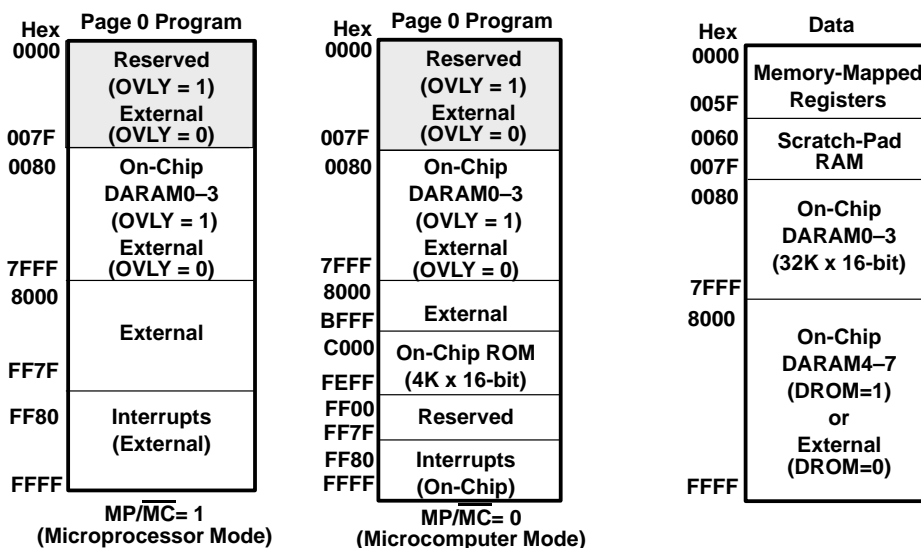 Hex
Page 0 Program
0000
Reserved
(OVLY = 1)
External
(OVLY = 0)
007F
0080
On-Chip
DARAM0–3
(OVLY = 1)
External
(OVLY = 0)
7FFF
8000
External
FF7F
FF80
Interrupts
(External)
FFFF
MP/MC= 1
(Microprocessor Mode)
Hex
Page 0 Program
0000
Reserved
(OVLY = 1)
External
(OVLY = 0)
007F
0080
On-Chip
DARAM0–3
(OVLY = 1)
External
(OVLY = 0)
7FFF
8000
External
BFFF
C000
On-Chip ROM
(4K x 16-bit)
FEFF
FF00
Reserved
FF7F
FF80
Interrupts
(On-Chip)
FFFF
MP/MC= 0
(Microcomputer Mode)
Hex
Data
0000
Memory-Mapped
Registers
005F
0060
Scratch-Pad
RAM
007F
0080
On-Chip
DARAM0–3
(32K x 16-bit)
7FFF
8000
On-Chip
DARAM4–7
(DROM=1)
or
External
(DROM=0)
FFFF